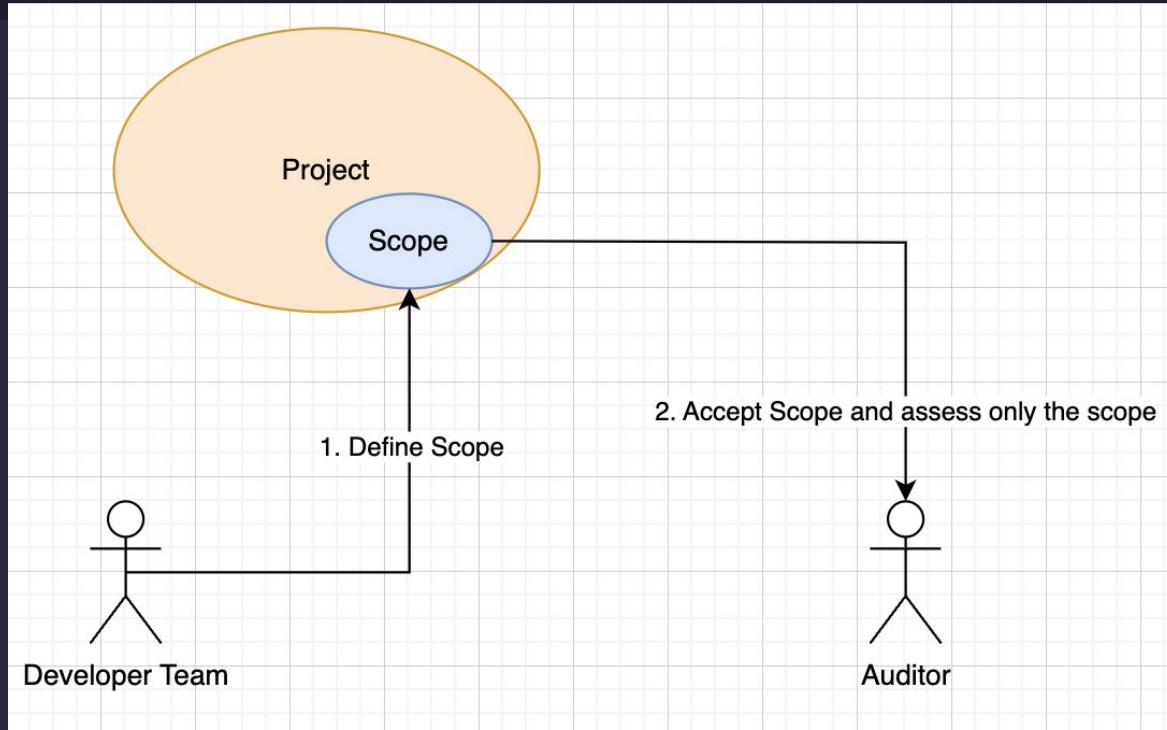 Project
Scope
2. Accept Scope and assess only the scope
1. Define Scope
Developer Team
Auditor